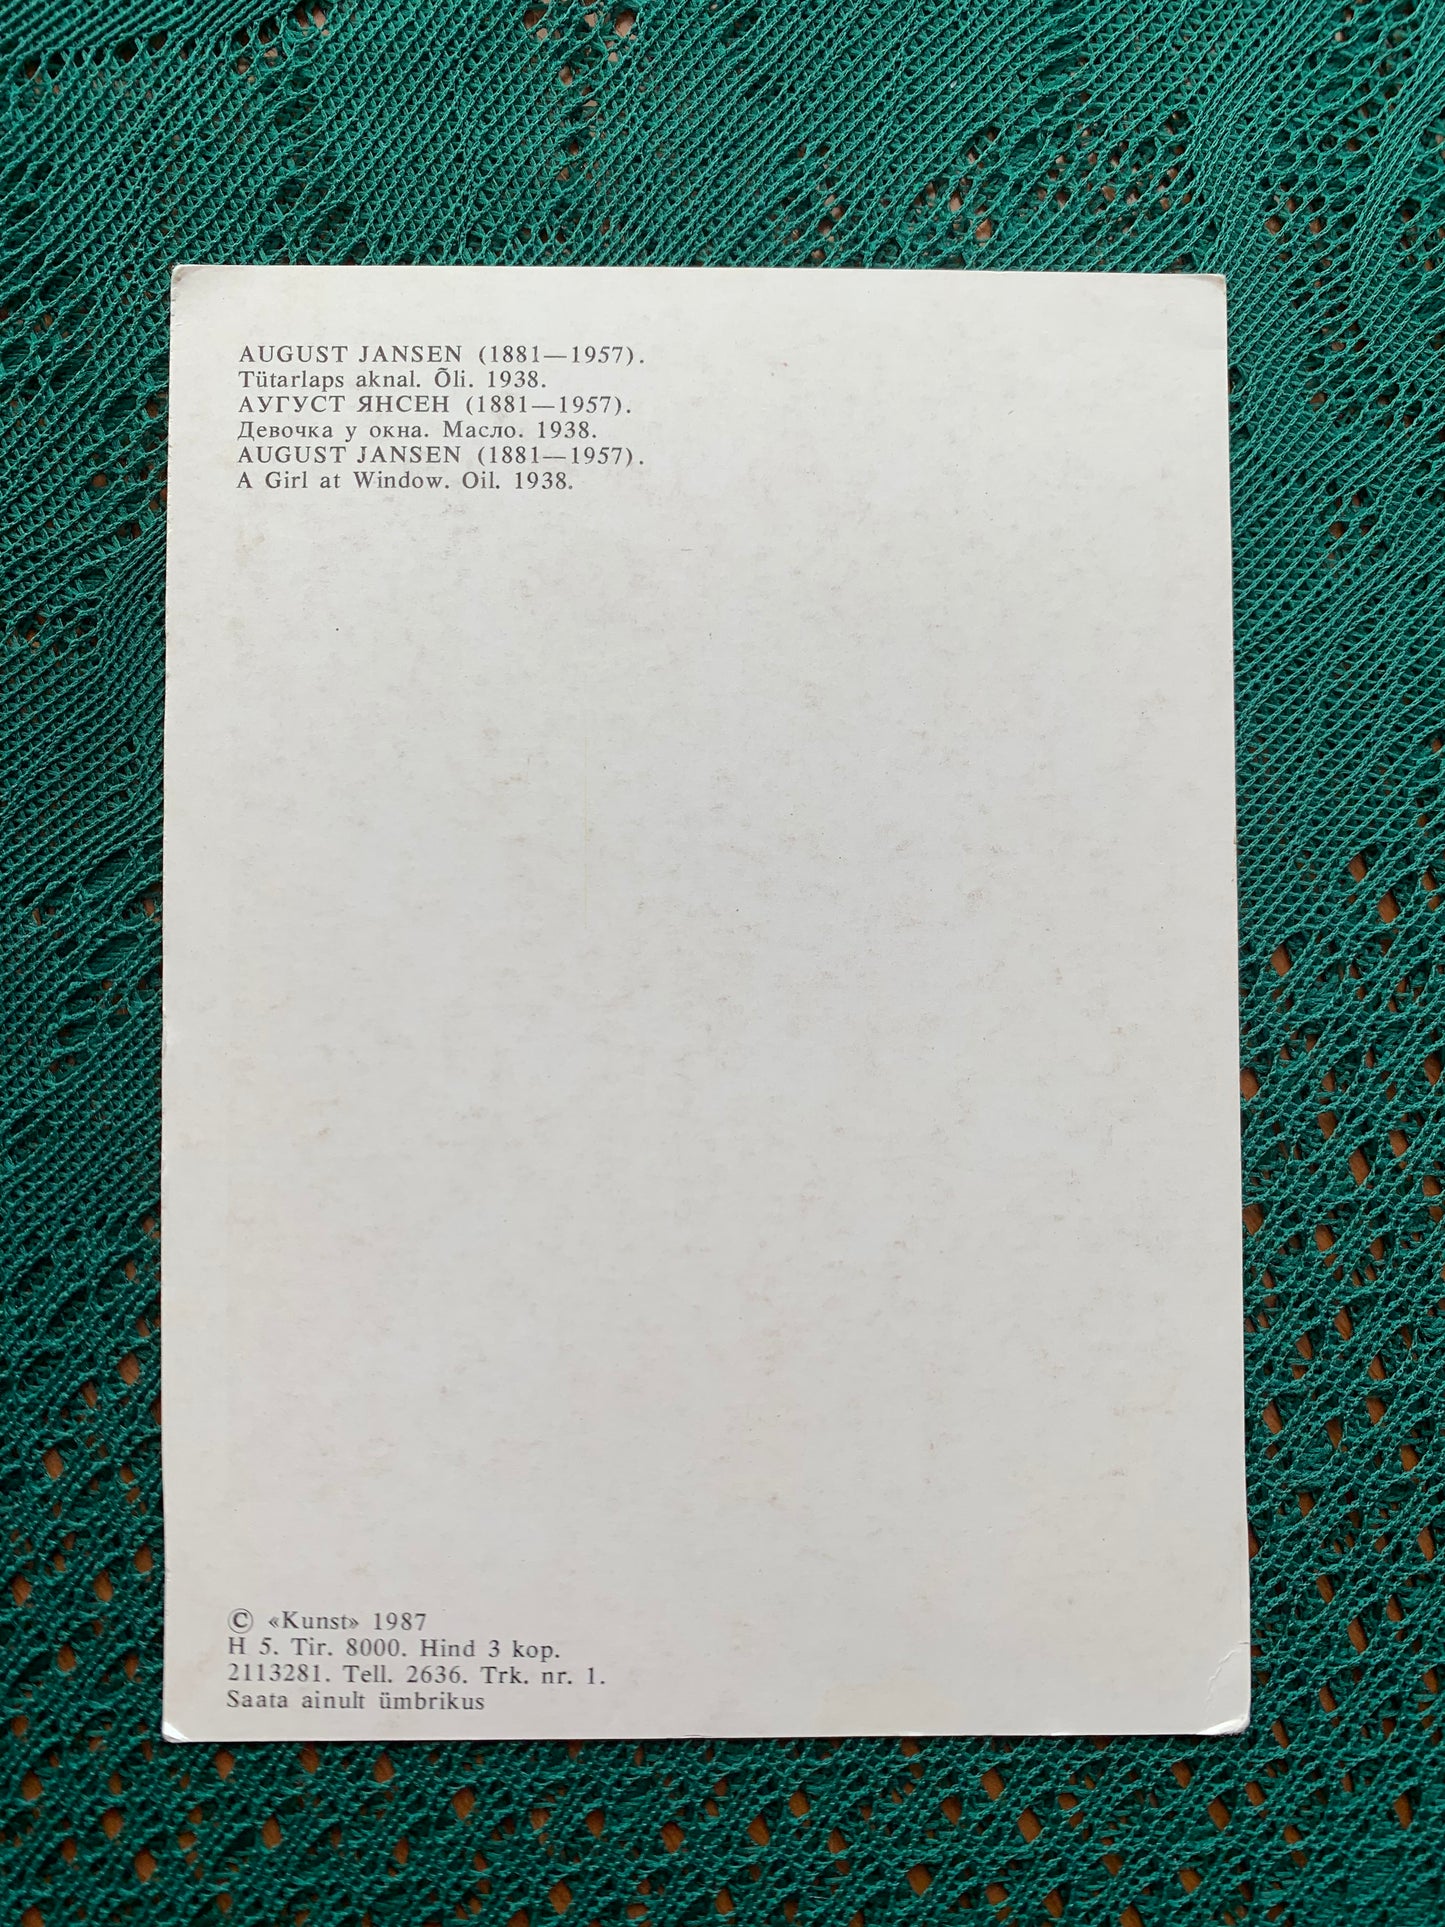 AUGUST JANSEN (1881—1957).
Tütarlaps aknal. Õli. 1938.
АУГУСТ ЯНСЕН (1881—1957).
Девочка у окна. Масло. 1938.
AUGUST JANSEN (1881—1957).
A Girl at Window. Oil. 1938.
© «Kunst» 1987
H 5. Tir. 8000. Hind 3 kop.
2113281. Tell. 2636. Trk. nr. 1.
Saata ainult ümbrikus